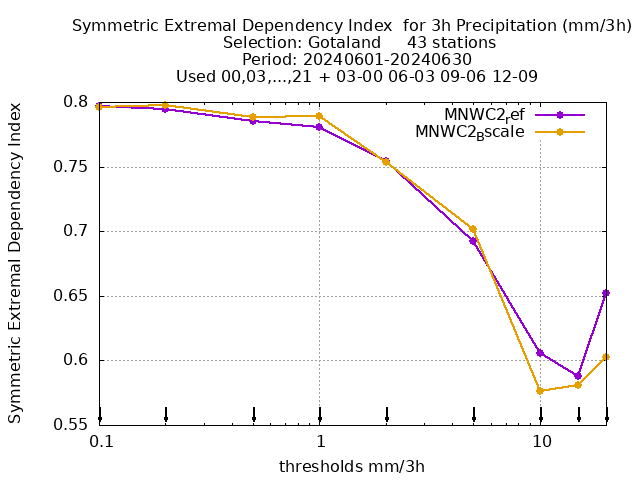 Symmetric Extremal Dependency Index  for 3h Precipitation (mm/3h)
Selection: Gotaland     43 stations
Period: 20240601-20240630
Used 00,03,...,21 + 03-00 06-03 09-06 12-09
Symmetric Extremal Dependency Index
0.8
0.75
0.7
0.65
0.6
0.55
MNWC2ref
MNWC2Bscale
0.1
1
10
thresholds mm/3h